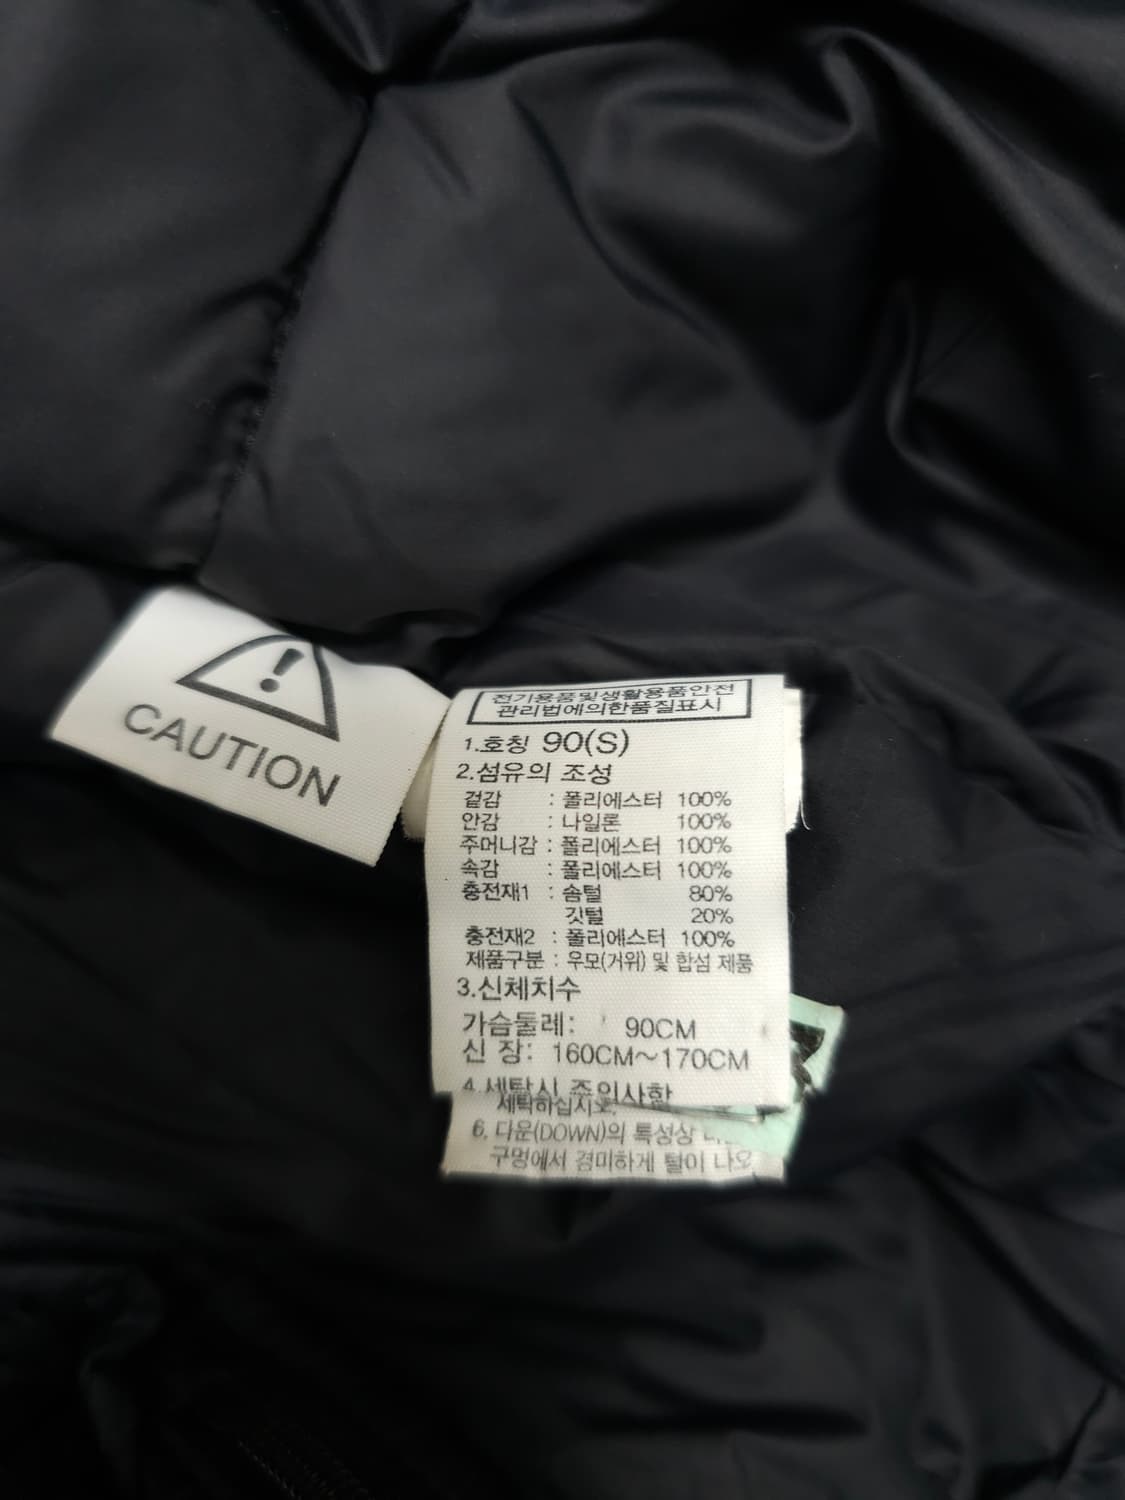 CAUTION
전기용품및생활용품안전
관리법에의한품질표시
1.호칭 90(S)
2.섬유의 조성
겉감 : 폴리에스터 100%
안감 : 나일론 100%
주머니감 : 폴리에스터 100%
속감 : 폴리에스터 100%
충전재1 : 솜털 80%
깃털 20%
충전재2 : 폴리에스터 100%
제품구분 : 우모(거위) 및 합섬 제품
3.신체치수
가슴둘레: 90CM
신 장: 160CM~170CM
4.세탁시 주의사항
세탁하십시오.
6. 다운(DOWN)의 특성상
구멍에서 경미하게 털이 나오